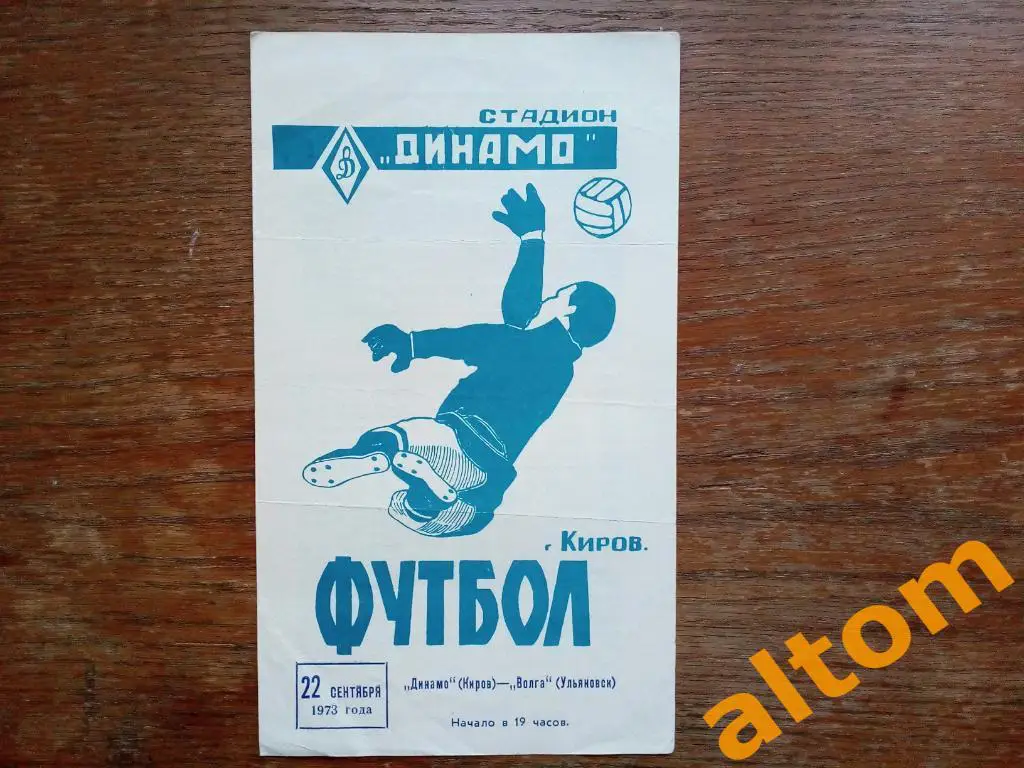 СТАДИОН
Д
„ДИНАМО"
г Киров.
ФУТБОЛ
22 СЕНТЯБРЯ
1973 года
„Динамо" (Киров)—„Волга" (Ульяновск)
Начало в 19 часов.
altom